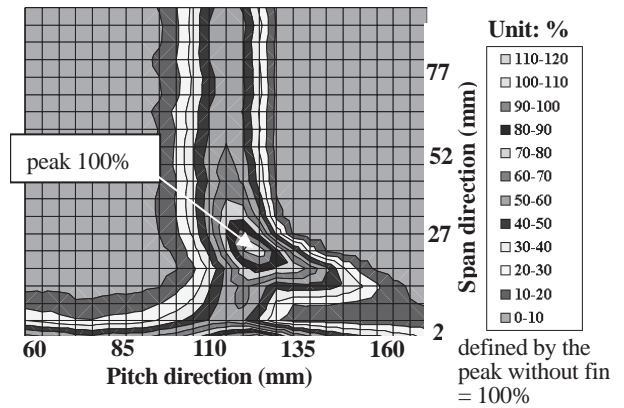 Unit: %
110-120
100-110
90-100
80-90
70-80
60-70
50-60
40-50
30-40
20-30
10-20
0-10
defined by the
peak without fin
= 100%
peak 100%
77
52
27
2
Span direction (mm)
60 85 110 135 160
Pitch direction (mm)